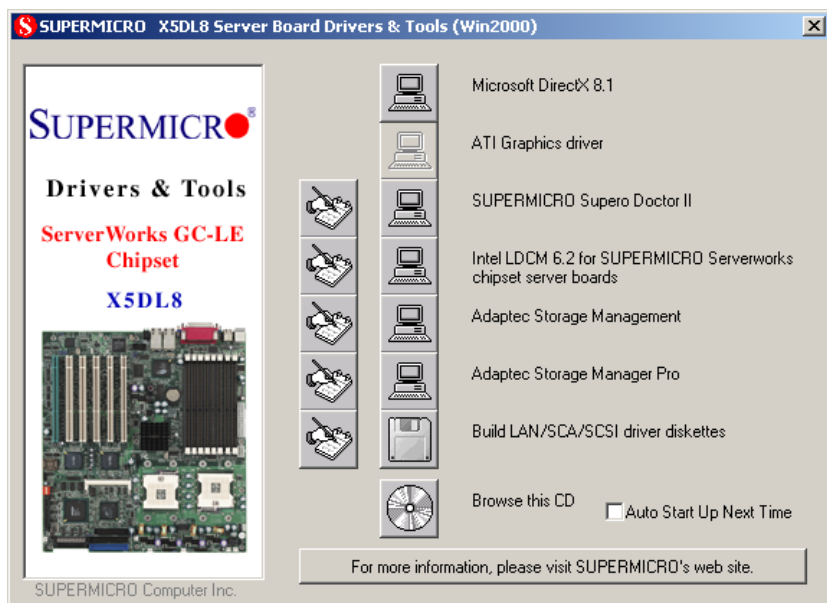 SUPERMICRO X5DL8 Server Board Drivers & Tools (Win2000)
SUPERMICRO®
Drivers & Tools
ServerWorks GC-LE
Chipset
X5DL8
SUPERMICRO Computer Inc.
Microsoft DirectX 8.1
ATI Graphics driver
SUPERMICRO Supero Doctor II
Intel LDCM 6.2 for SUPERMICRO Serverworks
chipset server boards
Adaptec Storage Management
Adaptec Storage Manager Pro
Build LAN/SCA/SCSI driver diskettes
Browse this CD
Auto Start Up Next Time
For more information, please visit SUPERMICRO's web site.